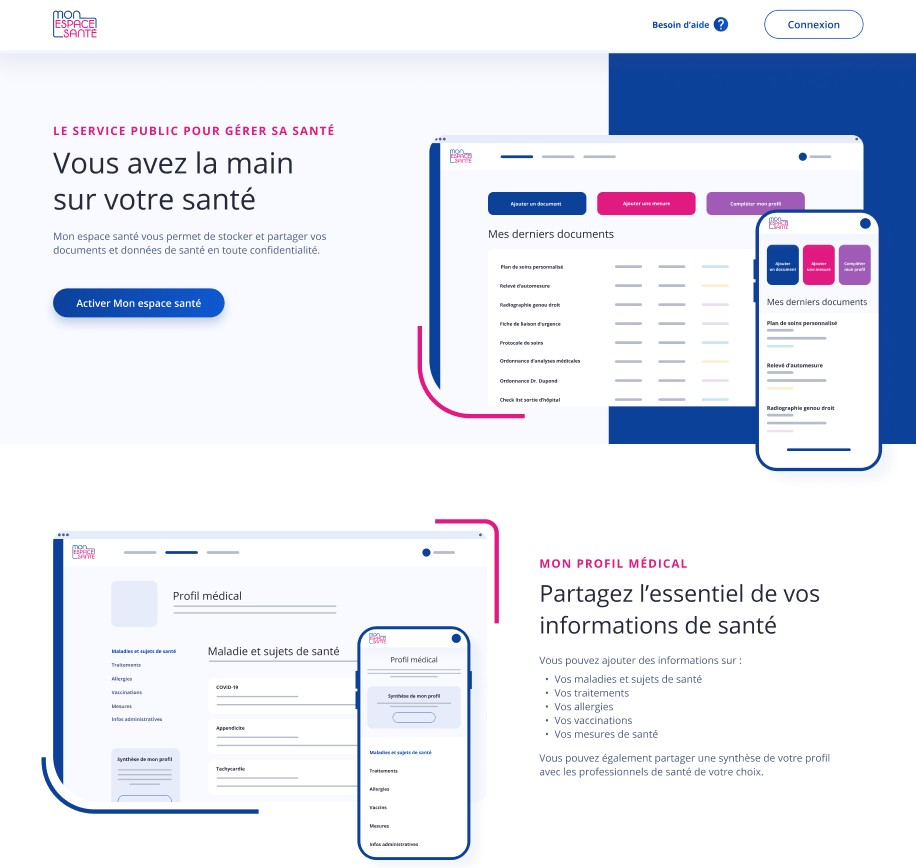 MON
ESPACE
SANTÉ
Besoin d'aide ?
Connexion
LE SERVICE PUBLIC POUR GÉRER SA SANTÉ
Vous avez la main
sur votre santé
Mon espace santé vous permet de stocker et partager vos
documents et données de santé en toute confidentialité.
Activer Mon espace santé
MON
ESPACE
SANTÉ
Ajouter un document
Ajouter une mesure
Compléter mon profil
Mes derniers documents
Plan de soins personnalisé
Relevé d'automesure
Radiographie genou droit
Fiche de liaison d'urgence
Protocole de soins
Ordonnance d'analyses médicales
Ordonnance Dr. Dupond
Check list sortie d'hôpital
MON
ESPACE
SANTÉ
Ajouter
un document
Ajouter
une mesure
Compléter
mon profil
Mes derniers documents
Plan de soins personnalisé
Relevé d'automesure
Radiographie genou droit
MON
ESPACE
SANTÉ
Profil médical
Maladies et sujets de santé
Traitements
Allergies
Vaccinations
Mesures
Infos administratives
Synthèse de mon profil
Maladie et sujets de santé
COVID-19
Appendicite
Tachycardie
MON
ESPACE
SANTÉ
Profil médical
Synthèse de mon profil
Maladies et sujets de santé
Traitements
Allergies
Vaccins
Mesures
Infos administratives
MON PROFIL MÉDICAL
Partagez l'essentiel de vos
informations de santé
Vous pouvez ajouter des informations sur :
• Vos maladies et sujets de santé
• Vos traitements
• Vos allergies
• Vos vaccinations
• Vos mesures de santé
Vous pouvez également partager une synthèse de votre profil
avec les professionnels de santé de votre choix.